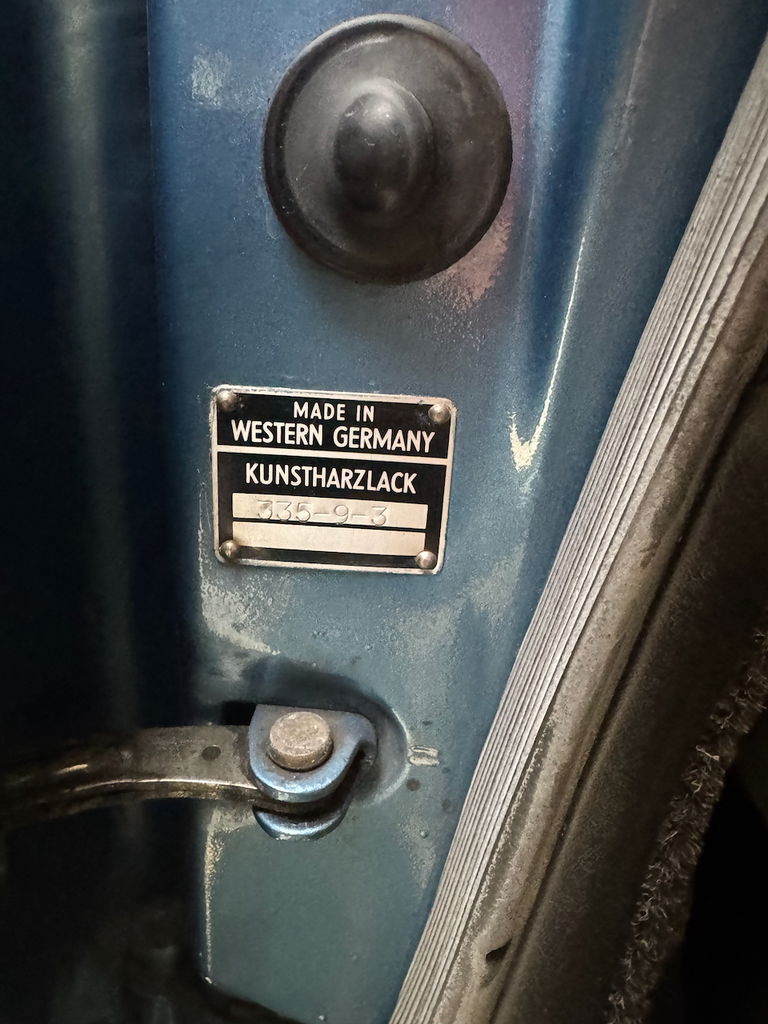 MADE IN
WESTERN GERMANY
KUNSTHARZLACK
335-9-3